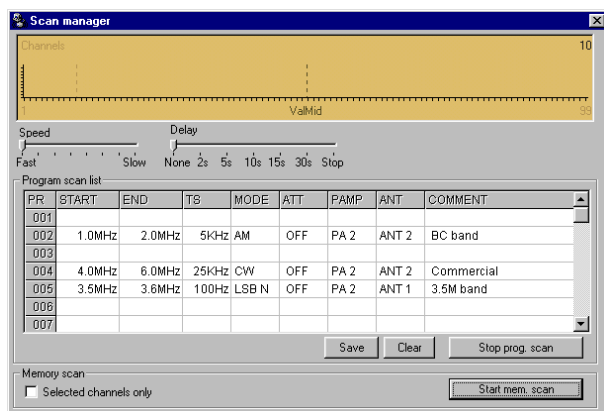 Scan manager
Channels 10
1 ValMid 99
Speed Delay
Fast Slow None 2s 5s 10s 15s 30s Stop
Program scan list
PR START END TS MODE ATT PAMP ANT COMMENT
001
002 1.0MHz 2.0MHz 5KHz AM OFF PA 2 ANT 2 BC band
003
004 4.0MHz 6.0MHz 25KHz CW OFF PA 2 ANT 2 Commercial
005 3.5MHz 3.6MHz 100Hz LSB N OFF PA 2 ANT 1 3.5M band
006
007
Save Clear Stop prog. scan
Memory scan
Selected channels only Start mem. scan